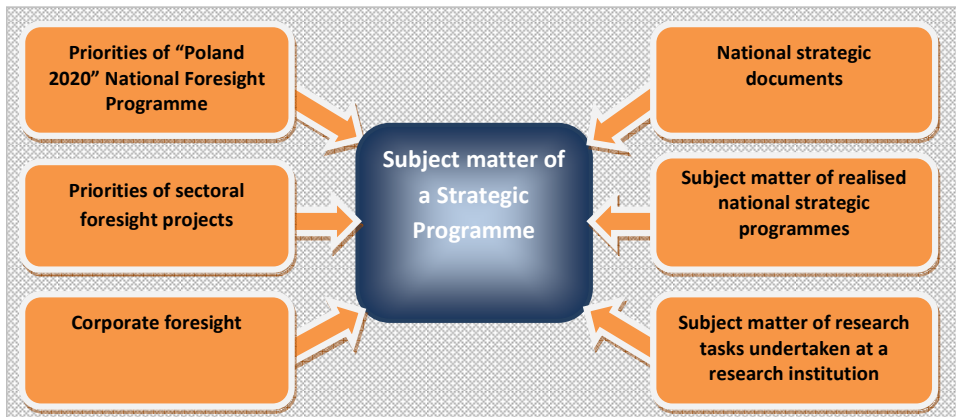 Priorities of “Poland
2020” National Foresight
Programme
Priorities of sectoral
foresight projects
Corporate foresight
Subject matter of
a Strategic
Programme
National strategic
documents
Subject matter of realised
national strategic
programmes
Subject matter of research
tasks undertaken at a
research institution